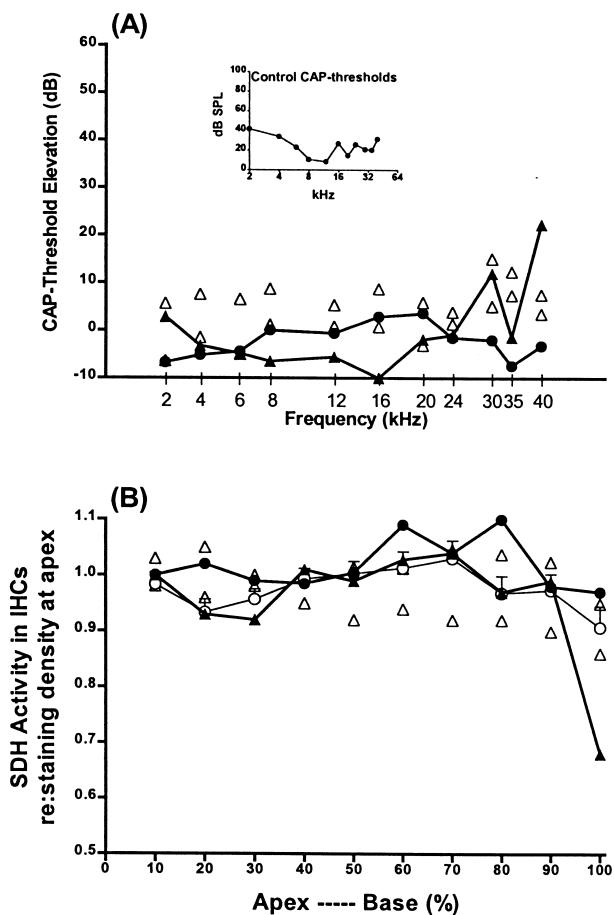 (A)
60
50
40
30
20
10
0
-10
CAP-Threshold Elevation (dB)
Control CAP-thresholds
100
80
60
40
20
0
dB SPL
2 4 8 16 32 64
kHz
2 4 6 8 12 16 20 24 30 35 40
Frequency (kHz)
(B)
1.1
1.0
0.9
0.8
0.7
0.6
0.5
SDH Activity in IHCs
re:staining density at apex
0 10 20 30 40 50 60 70 80 90 100
Apex ----- Base (%)